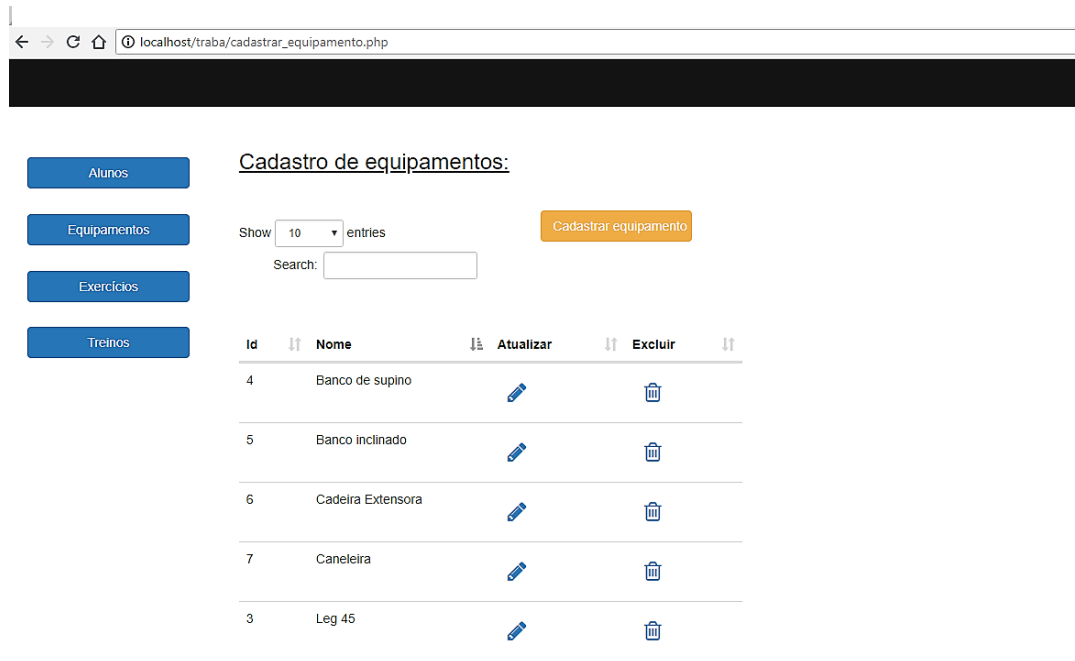 localhost/traba/cadastrar_equipamento.php
Alunos
Equipamentos
Exercícios
Treinos
Cadastro de equipamentos:
Show 10 entries
Search:
Cadastrar equipamento
Id Nome Atualizar Excluir
4 Banco de supino
5 Banco inclinado
6 Cadeira Extensora
7 Caneleira
3 Leg 45